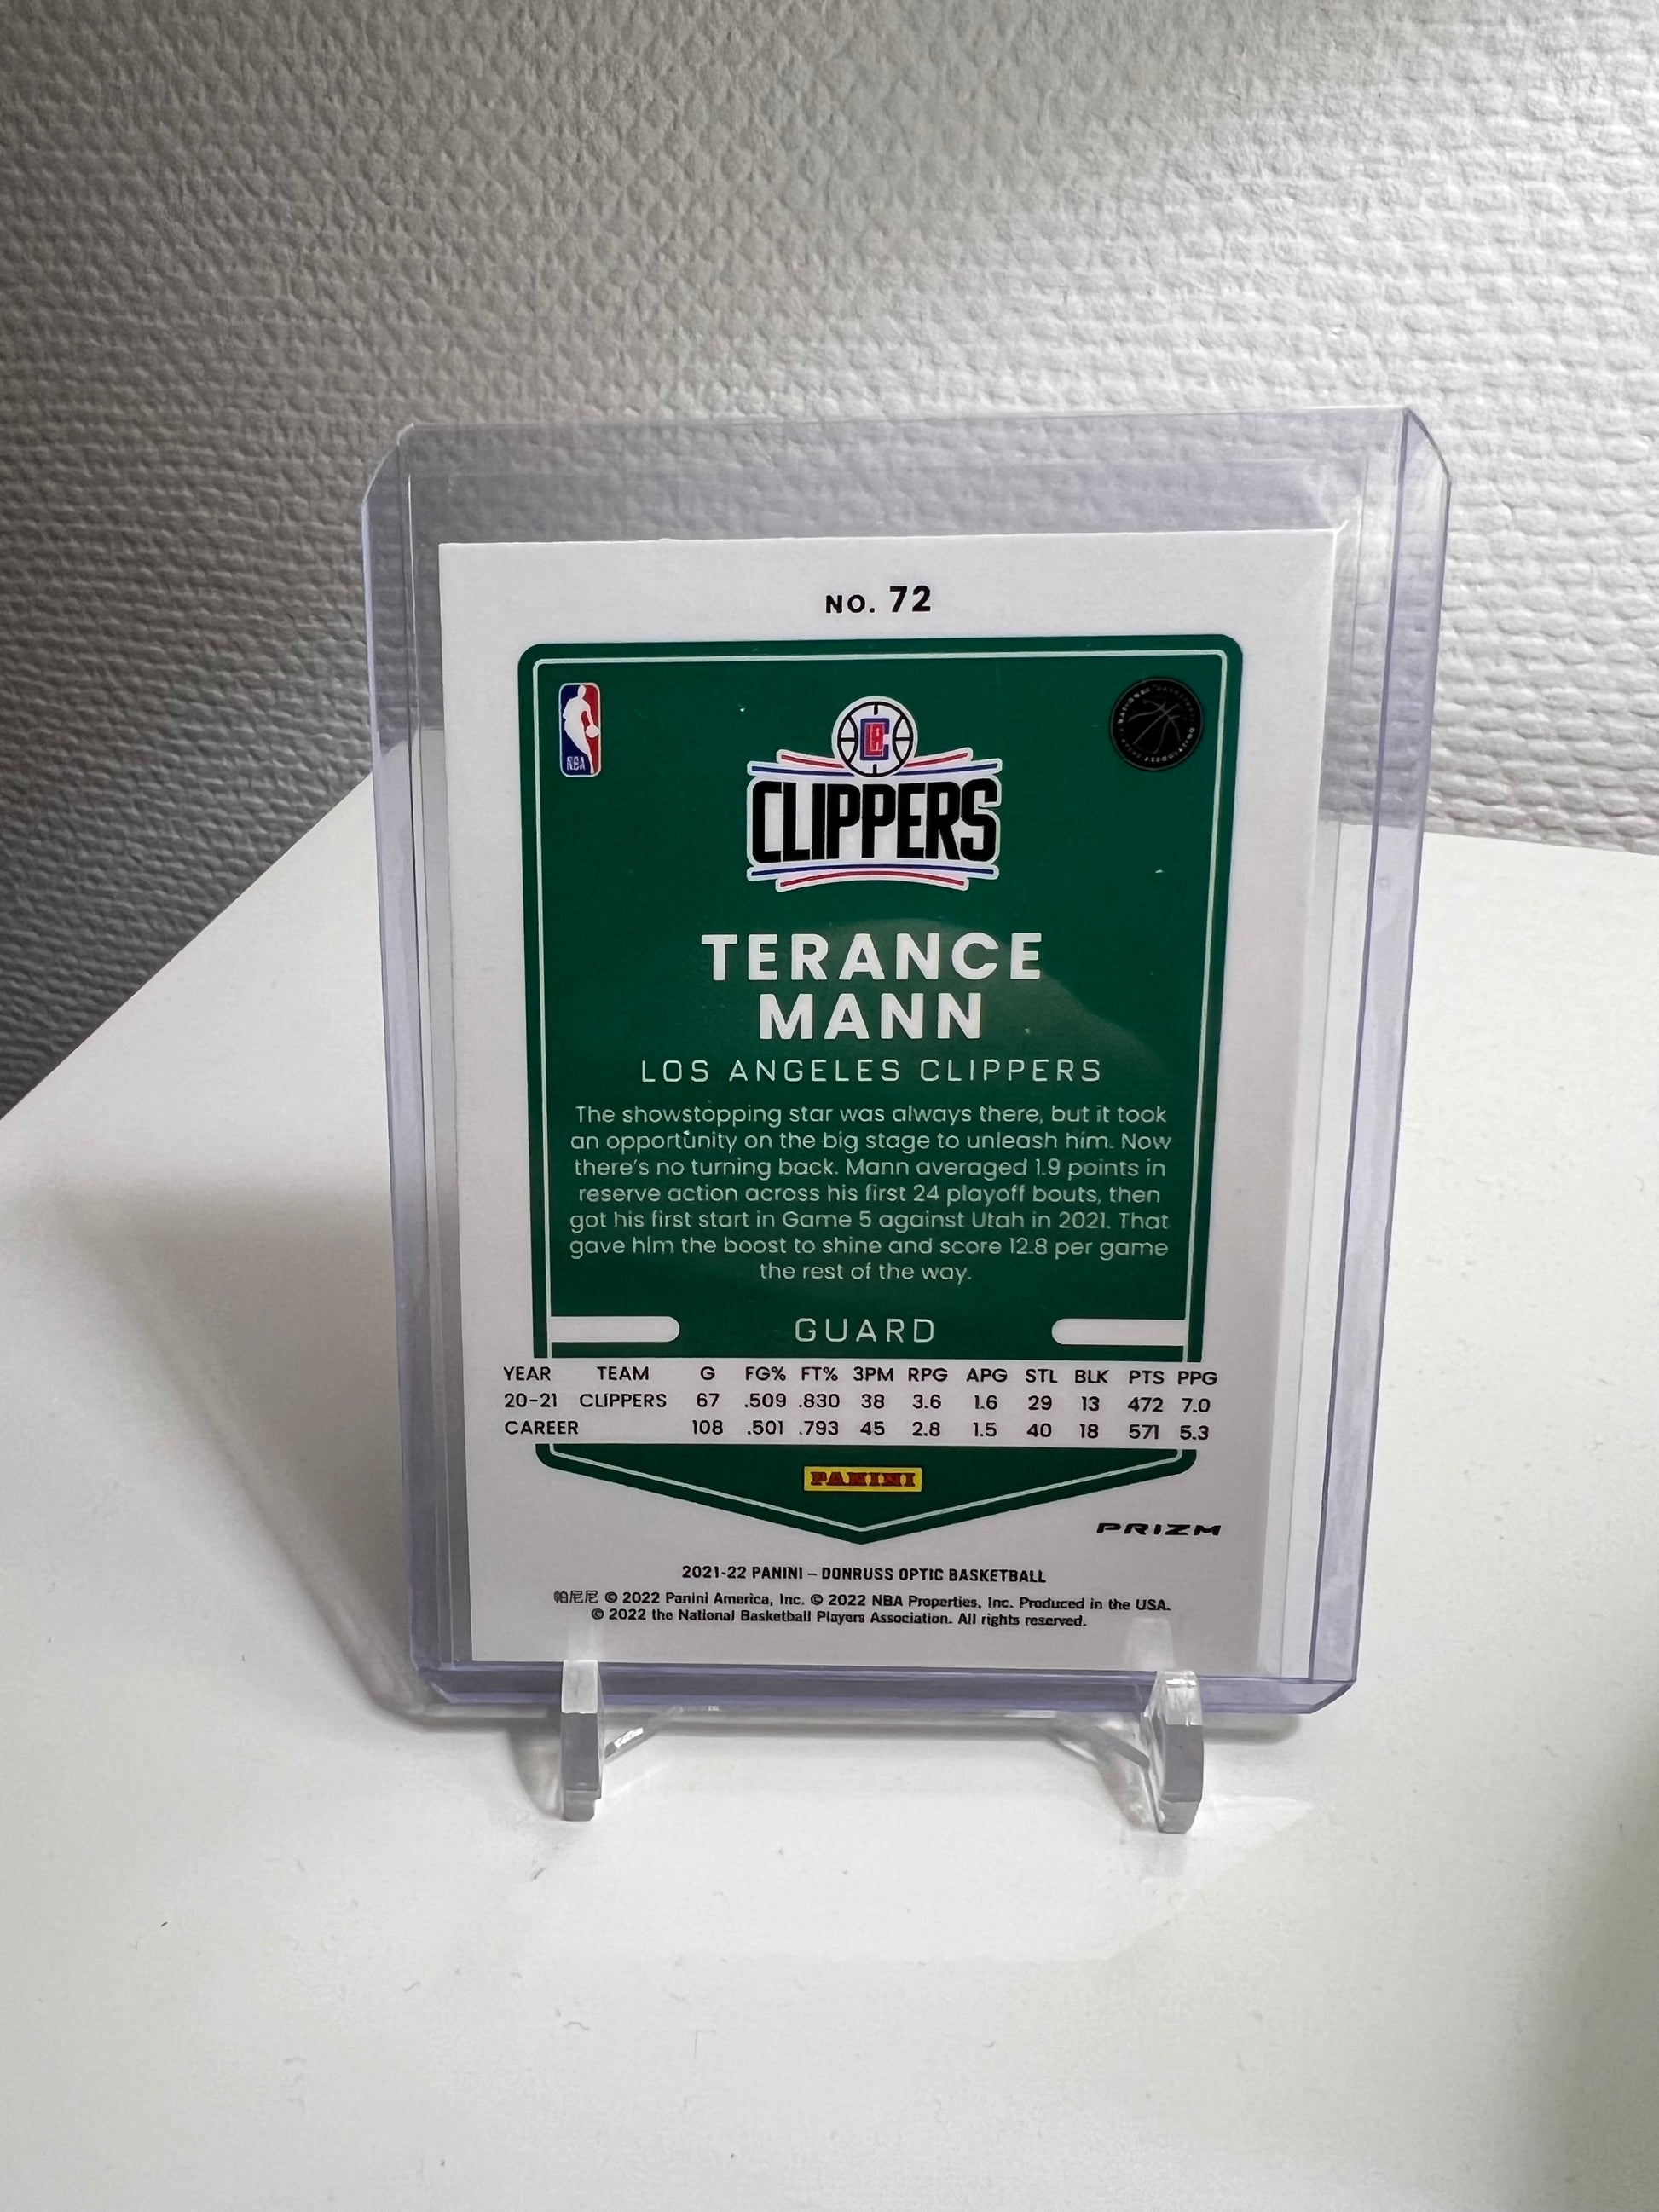 NO. 72
NBA
CLIPPERS
TERANCE
MANN
LOS ANGELES CLIPPERS
The showstopping star was always there, but it took
an opportunity on the big stage to unleash him. Now
there's no turning back. Mann averaged 1.9 points in
reserve action across his first 24 playoff bouts, then
got his first start in Game 5 against Utah in 2021. That
gave him the boost to shine and score 12.8 per game
the rest of the way.
GUARD
YEAR TEAM G FG% FT% 3PM RPG APG STL BLK PTS PPG
20-21 CLIPPERS 67 .509 .830 38 3.6 1.6 29 13 472 7.0
CAREER 108 .501 .793 45 2.8 1.5 40 18 571 5.3
PANINI
PRIZM
2021-22 PANINI – DONRUSS OPTIC BASKETBALL
帕尼尼 © 2022 Panini America, Inc. © 2022 NBA Properties, Inc. Produced in the USA.
© 2022 the National Basketball Players Association. All rights reserved.